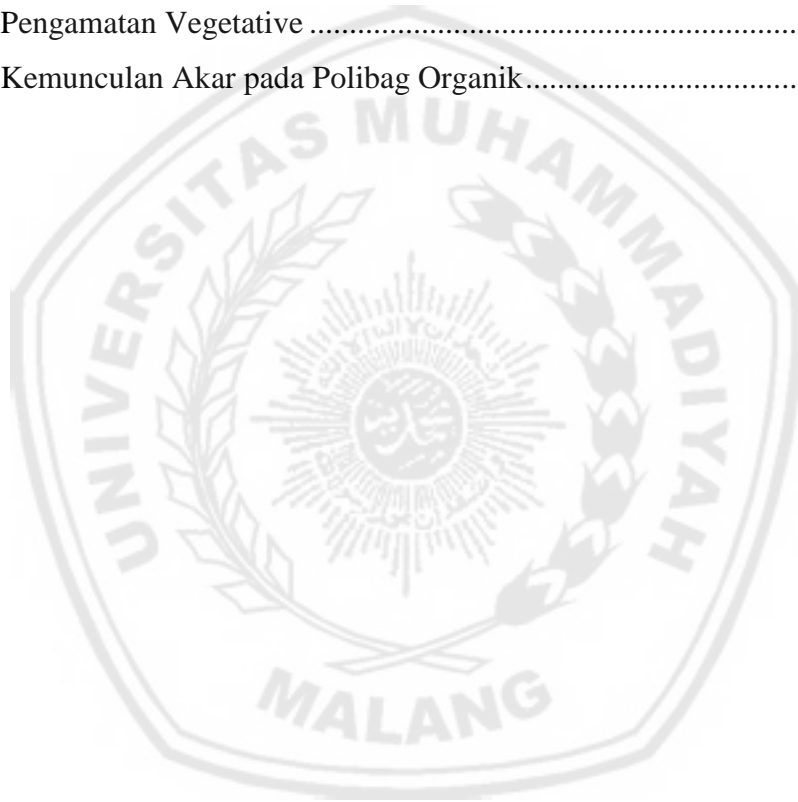 Pengamatan Vegetative ............................................................
Kemunculan Akar pada Polibag Organik..................................
UNIVERSITAS MUHAMMADIYAH
MALANG